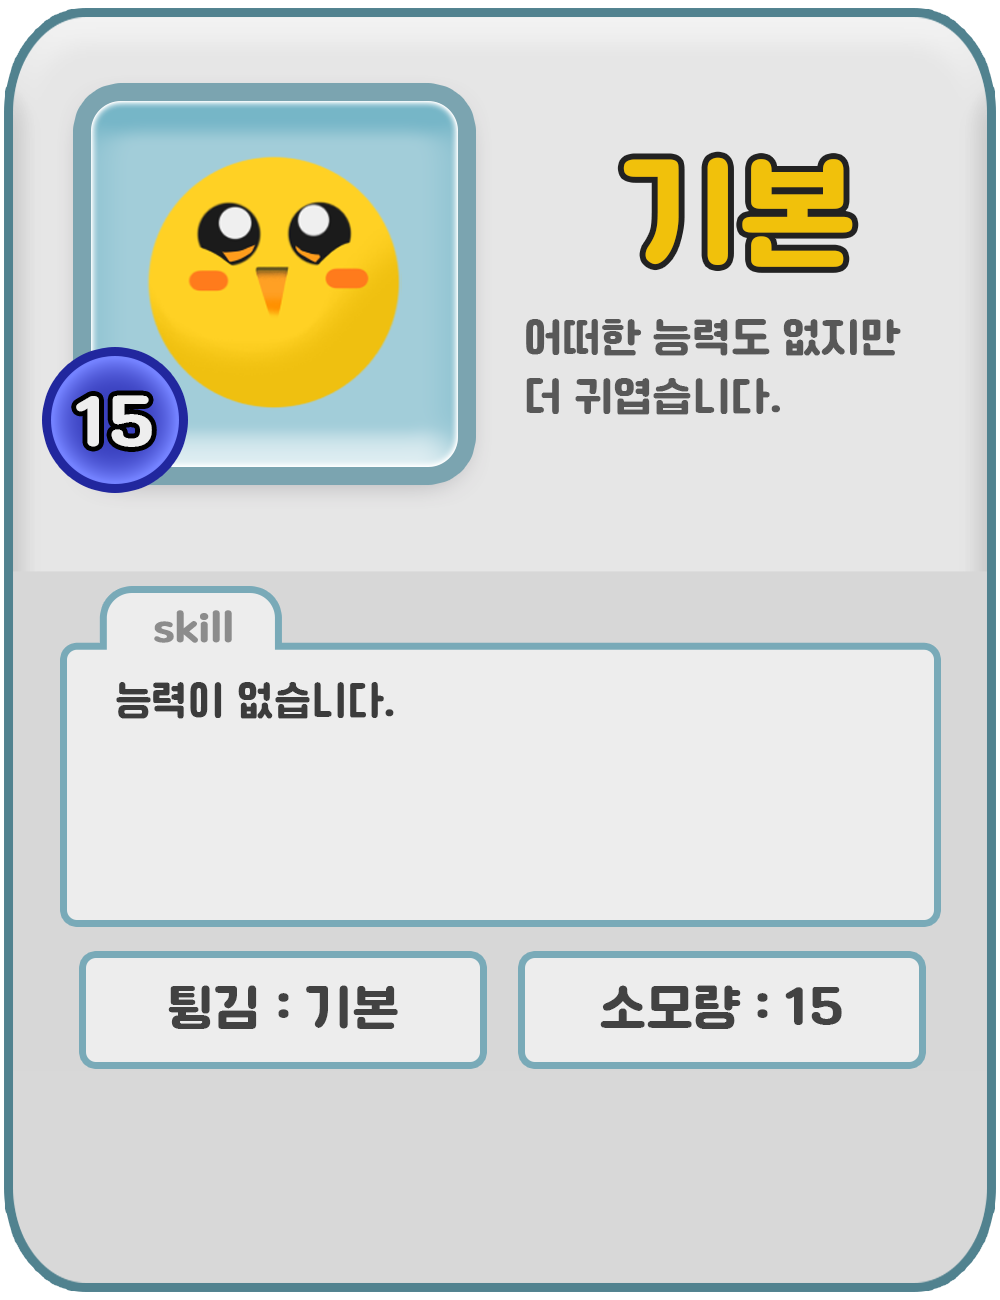 기본
어떠한 능력도 없지만
더 귀엽습니다.
15
skill
능력이 없습니다.
튕김 : 기본
소모량 : 15